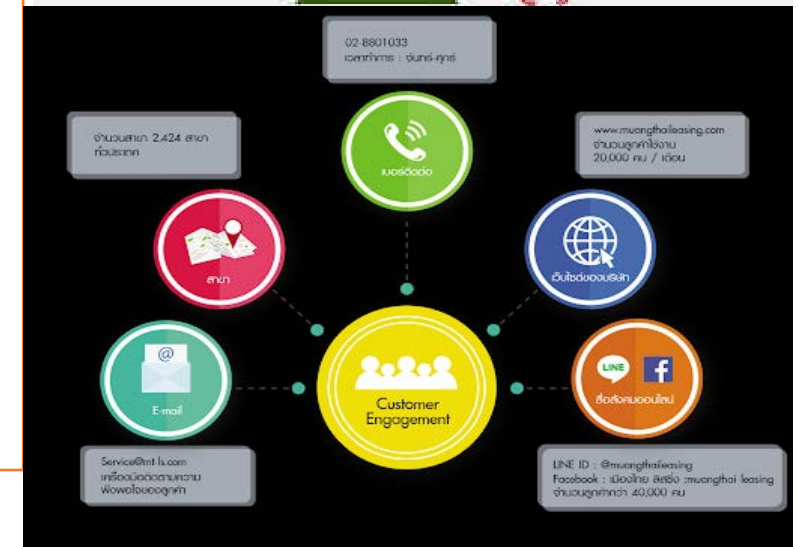 02-8801033
เวลาทำการ : จันทร์-ศุกร์
เบอร์ติดต่อ
จำนวนสาขา 2,424 สาขา
ทั่วประเทศ
สาขา
www.muangthaileasing.com
จำนวนลูกค้าใช้งาน
20,000 คน / เดือน
เว็บไซต์ของบริษัท
@
E-mail
Customer
Engagement
LINE
f
สื่อสังคมออนไลน์
Service@mt-ls.com
เครื่องมือติดตามความ
พึงพอใจของลูกค้า
LINE ID : @muangthaileasing
Facebook : เมืองไทย ลิสซิ่ง :muangthai leasing
จำนวนลูกค้ากว่า 40,000 คน